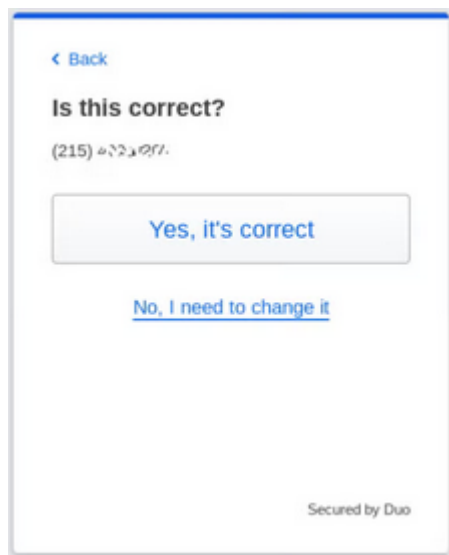 Back
Is this correct?
(215)
Yes, it's correct
No, I need to change it
Secured by Duo